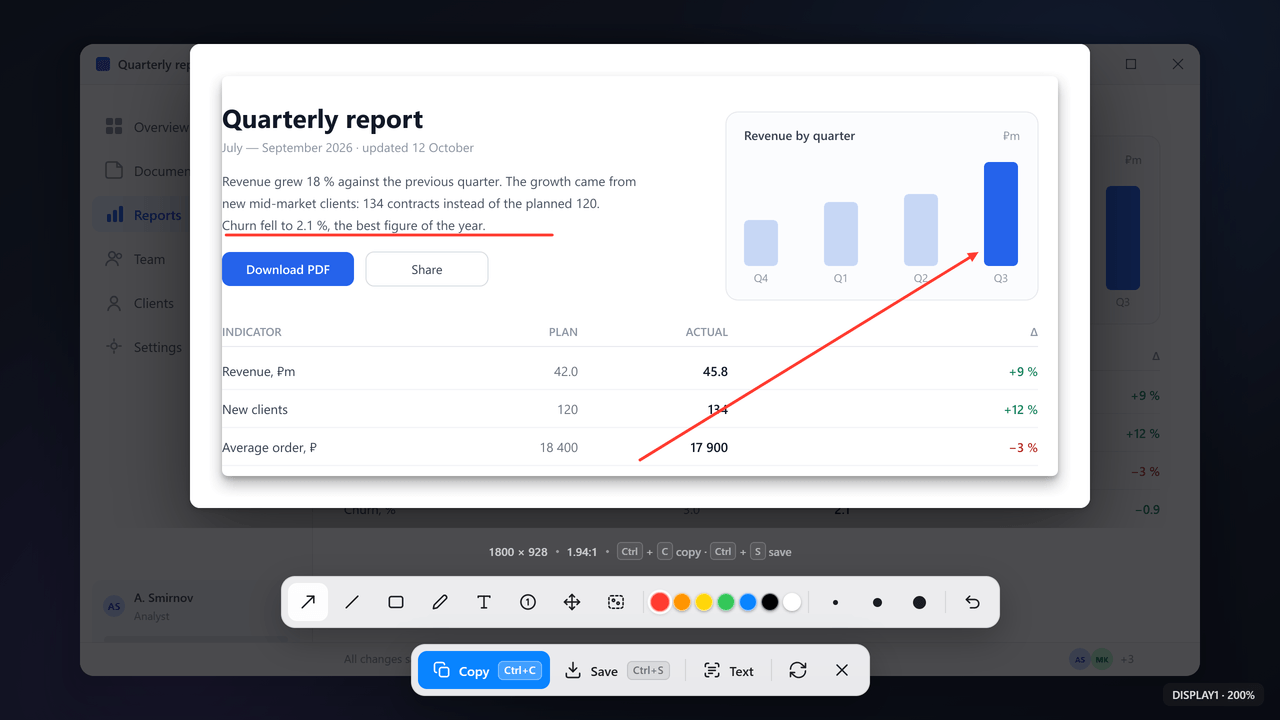 Quarterly rep
Overview
Documen
Reports
Team
Clients
Settings
A. Smirnov
Analyst
AS
Quarterly report
July — September 2026 · updated 12 October
Revenue grew 18 % against the previous quarter. The growth came from
new mid-market clients: 134 contracts instead of the planned 120.
Churn fell to 2.1 %, the best figure of the year.
Download PDF
Share
Revenue by quarter
₽m
Q4 Q1 Q2 Q3
INDICATOR PLAN ACTUAL Δ
Revenue, ₽m 42.0 45.8 +9 %
New clients 120 134 +12 %
Average order, ₽ 18 400 17 900 −3 %
₽m
Q3
Δ
+9 %
+12 %
−3 %
Churn, % 3.0 2.1 −0.9
1800 × 928 • 1.94:1 • Ctrl + C copy · Ctrl + S save
T 1
All changes s
Copy Ctrl+C Save Ctrl+S Text
AS MK +3
DISPLAY1 · 200%